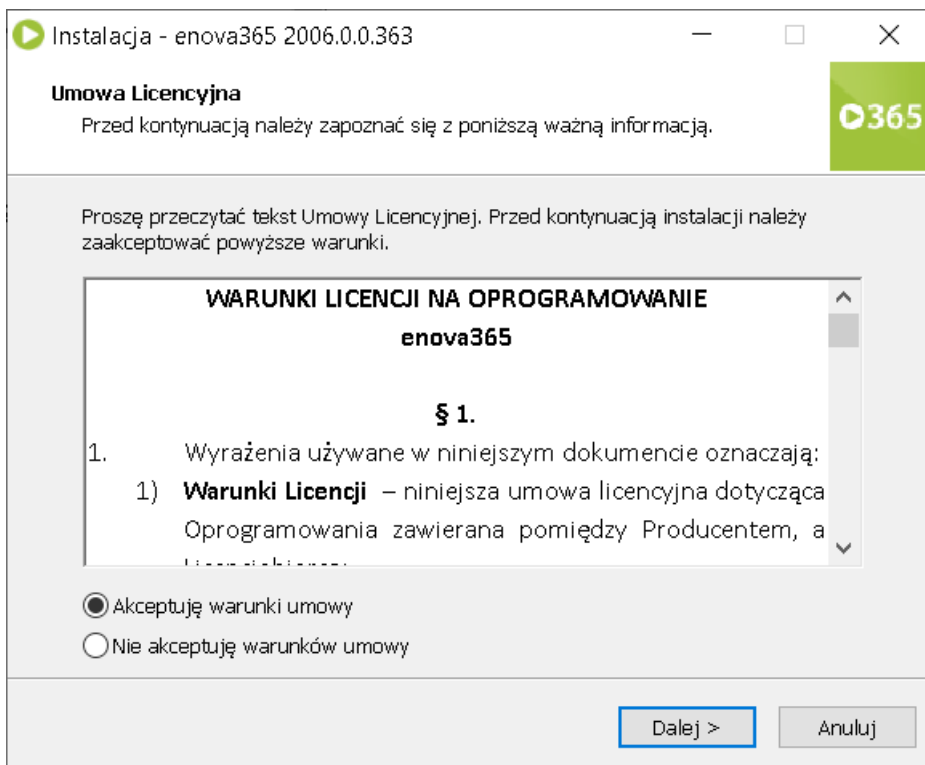 Instalacja - enova365 2006.0.0.363
Umowa Licencyjna
Przed kontynuacją należy zapoznać się z poniższą ważną informacją.
365
Proszę przeczytać tekst Umowy Licencyjnej. Przed kontynuacją instalacji należy
zaakceptować powyższe warunki.
WARUNKI LICENCJI NA OPROGRAMOWANIE
enova365
§ 1.
1. Wyrażenia używane w niniejszym dokumencie oznaczają:
1) Warunki Licencji – niniejsza umowa licencyjna dotycząca
Oprogramowania zawierana pomiędzy Producentem, a
Akceptuję warunki umowy
Nie akceptuję warunków umowy
Dalej >
Anuluj